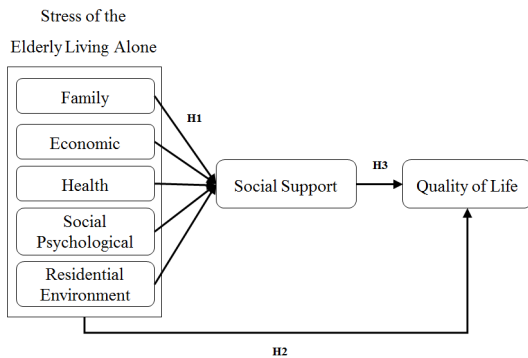 Stress of the
Elderly Living Alone
Family
H1
Economic
H3
Health
Social Support
Quality of Life
Social
Psychological
Residential
Environment
H2